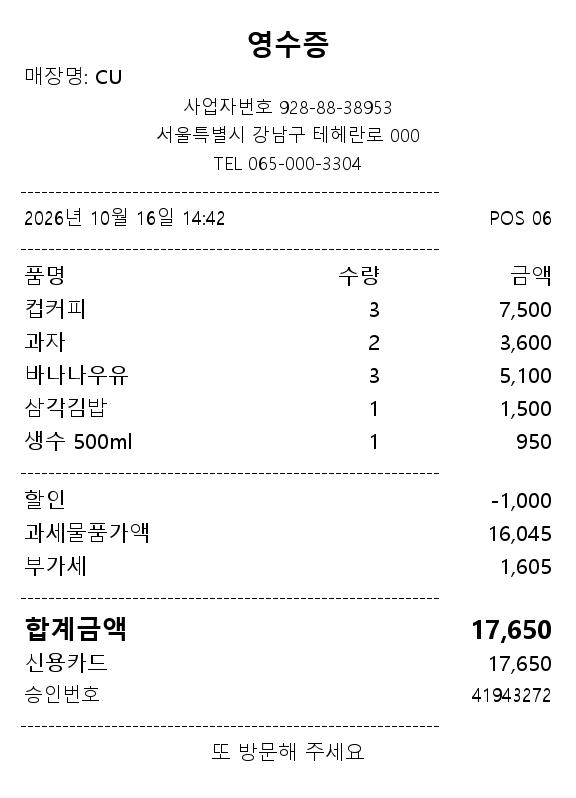 영수증
매장명: CU
사업자번호 928-88-38953
서울특별시 강남구 테헤란로 000
TEL 065-000-3304
2026년 10월 16일 14:42 POS 06
품명 수량 금액
컵커피 3 7,500
과자 2 3,600
바나나우유 3 5,100
삼각김밥 1 1,500
생수 500ml 1 950
할인 -1,000
과세물품가액 16,045
부가세 1,605
합계금액 17,650
신용카드 17,650
승인번호 41943272
또 방문해 주세요